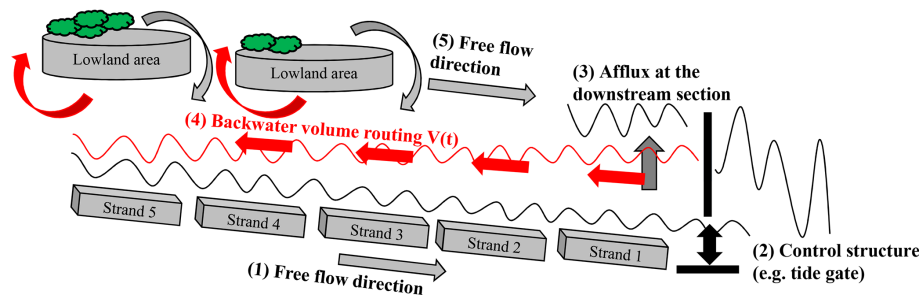 Lowland area
Lowland area
(5) Free flow
direction
(3) Afflux at the
downstream section
(4) Backwater volume routing V(t)
Strand 5
Strand 4
Strand 3
Strand 2
Strand 1
(1) Free flow direction
(2) Control structure
(e.g. tide gate)